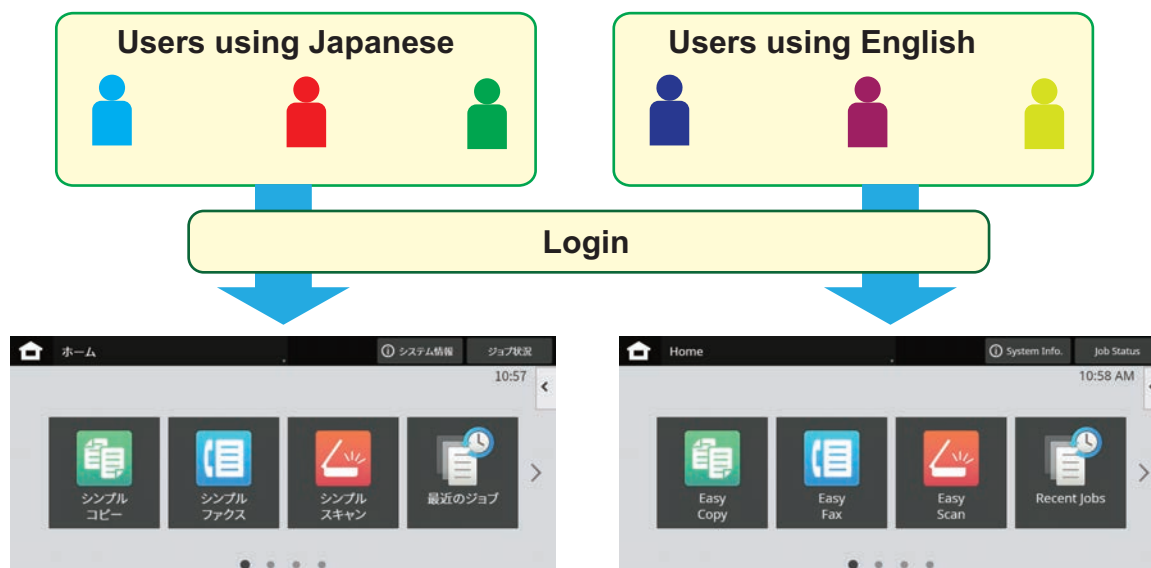 Users using Japanese
Users using English
Login
ホーム
システム情報
ジョブ状況
10:57
シンプル
コピー
シンプル
ファクス
シンプル
スキャン
最近のジョブ
Home
System Info.
Job Status
10:58 AM
Easy
Copy
Easy
Fax
Easy
Scan
Recent Jobs